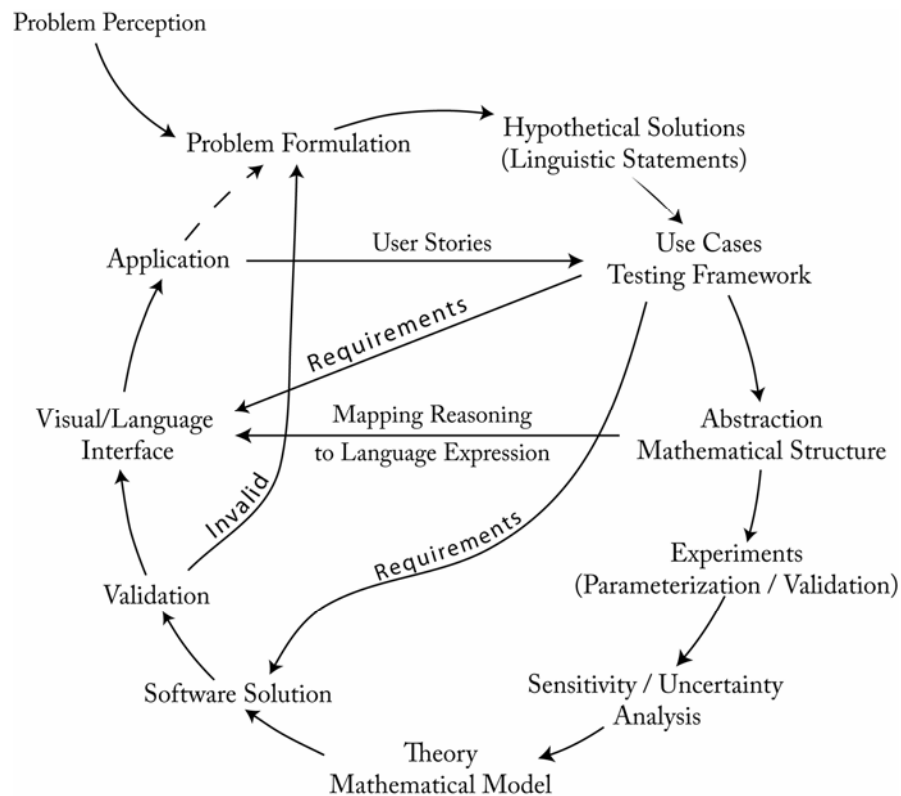 Problem Perception
Problem Formulation
Hypothetical Solutions
(Linguistic Statements)
Application
User Stories
Use Cases
Testing Framework
Requirements
Visual/Language
Interface
Mapping Reasoning
to Language Expression
Abstraction
Mathematical Structure
Invalid
Requirements
Experiments
(Parameterization / Validation)
Validation
Software Solution
Sensitivity / Uncertainty
Analysis
Theory
Mathematical Model